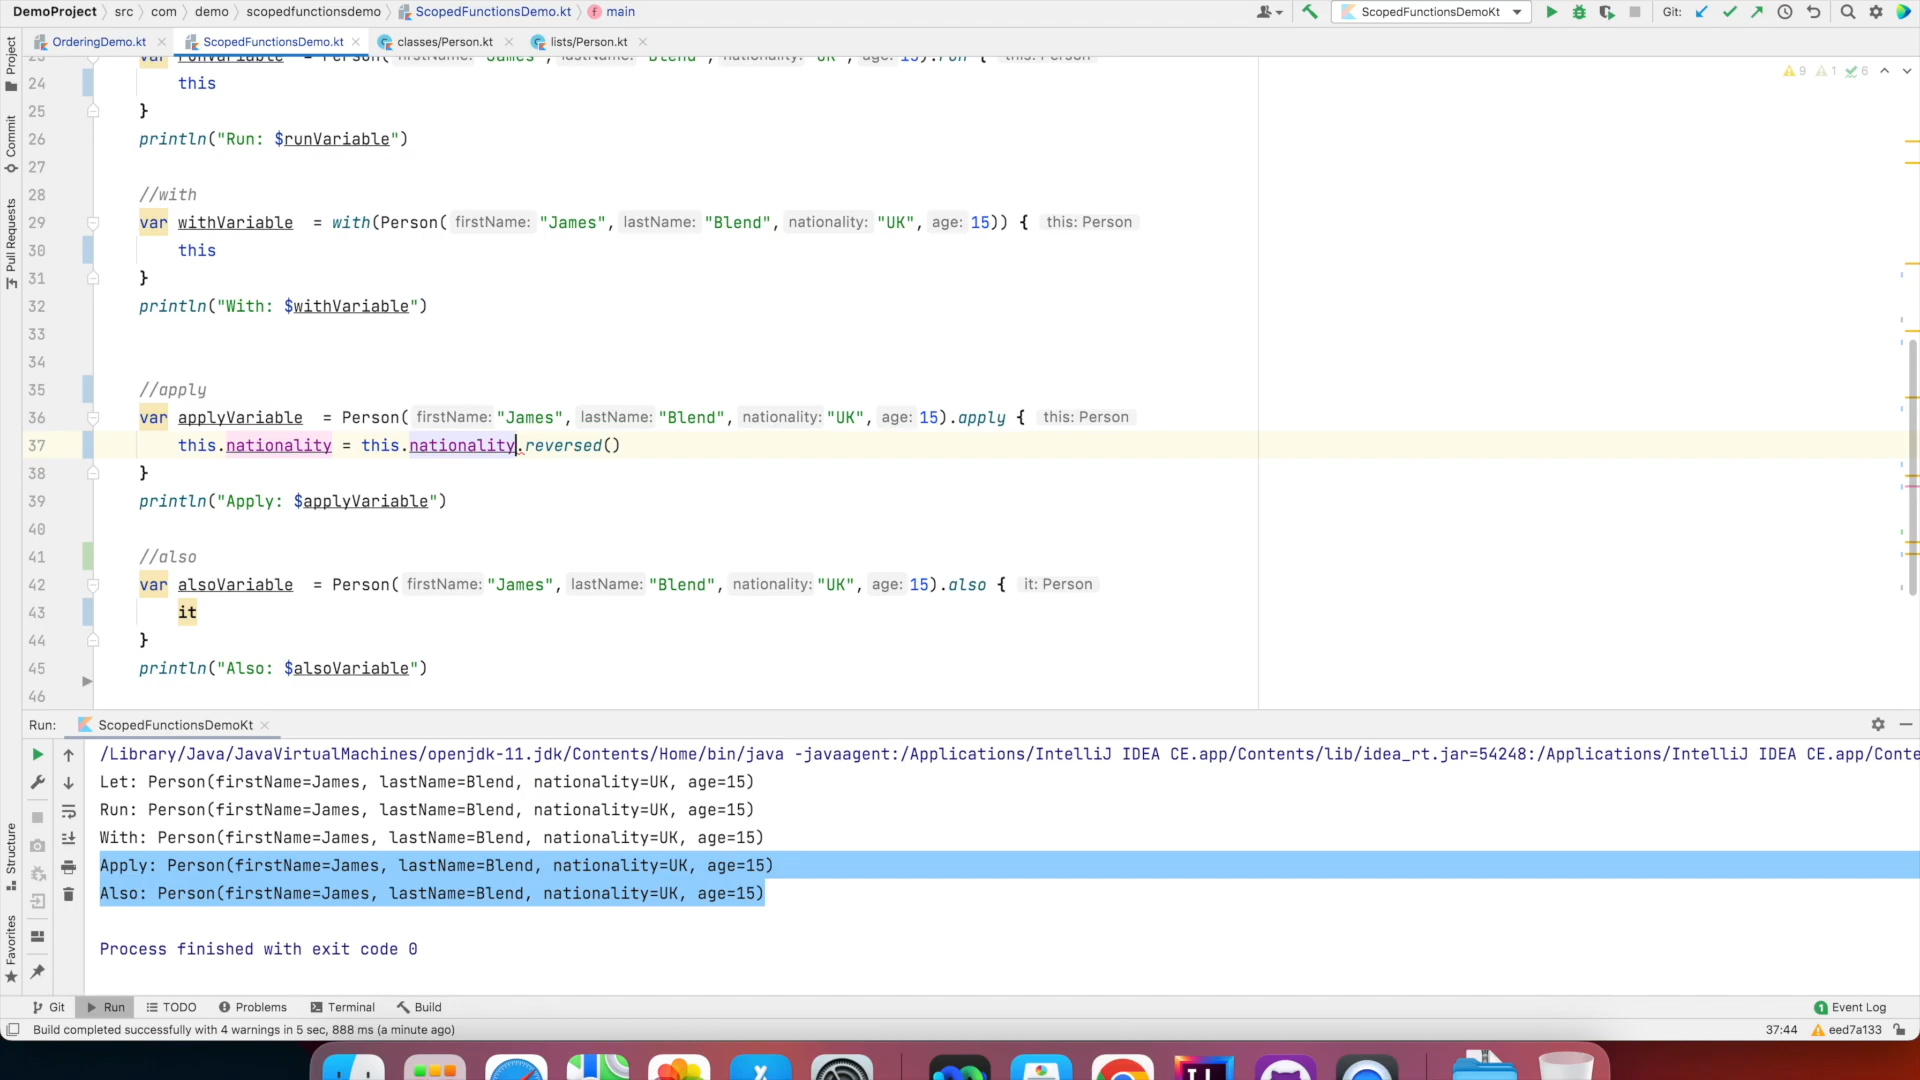 DemoProject src com demo scopedfunctionsdemo ScopedFunctionsDemo.kt main ScopedFunctionsDemoKt Git:
OrderingDemo.kt ScopedFunctionsDemo.kt classes/Person.kt lists/Person.kt
Project
Commit
Pull Requests
9 1 6
24 this
25 }
26 println("Run: $runVariable")
27
28 //with
29 var withVariable = with(Person( firstName: "James", lastName: "Blend", nationality: "UK", age: 15)) { this: Person
30 this
31 }
32 println("With: $withVariable")
33
34
35 //apply
36 var applyVariable = Person( firstName: "James", lastName: "Blend", nationality: "UK", age: 15).apply { this: Person
37 this.nationality = this.nationality.reversed()
38 }
39 println("Apply: $applyVariable")
40
41 //also
42 var alsoVariable = Person( firstName: "James", lastName: "Blend", nationality: "UK", age: 15).also { it: Person
43 it
44 }
45 println("Also: $alsoVariable")
46
Run: ScopedFunctionsDemoKt
/Library/Java/JavaVirtualMachines/openjdk-11.jdk/Contents/Home/bin/java -javaagent:/Applications/IntelliJ IDEA CE.app/Contents/lib/idea_rt.jar=54248:/Applications/IntelliJ IDEA CE.app/Conte
Let: Person(firstName=James, lastName=Blend, nationality=UK, age=15)
Run: Person(firstName=James, lastName=Blend, nationality=UK, age=15)
With: Person(firstName=James, lastName=Blend, nationality=UK, age=15)
Apply: Person(firstName=James, lastName=Blend, nationality=UK, age=15)
Also: Person(firstName=James, lastName=Blend, nationality=UK, age=15)
Process finished with exit code 0
Structure
Favorites
Git Run TODO Problems Terminal Build 1 Event Log
Build completed successfully with 4 warnings in 5 sec, 888 ms (a minute ago) 37:44 eed7a133